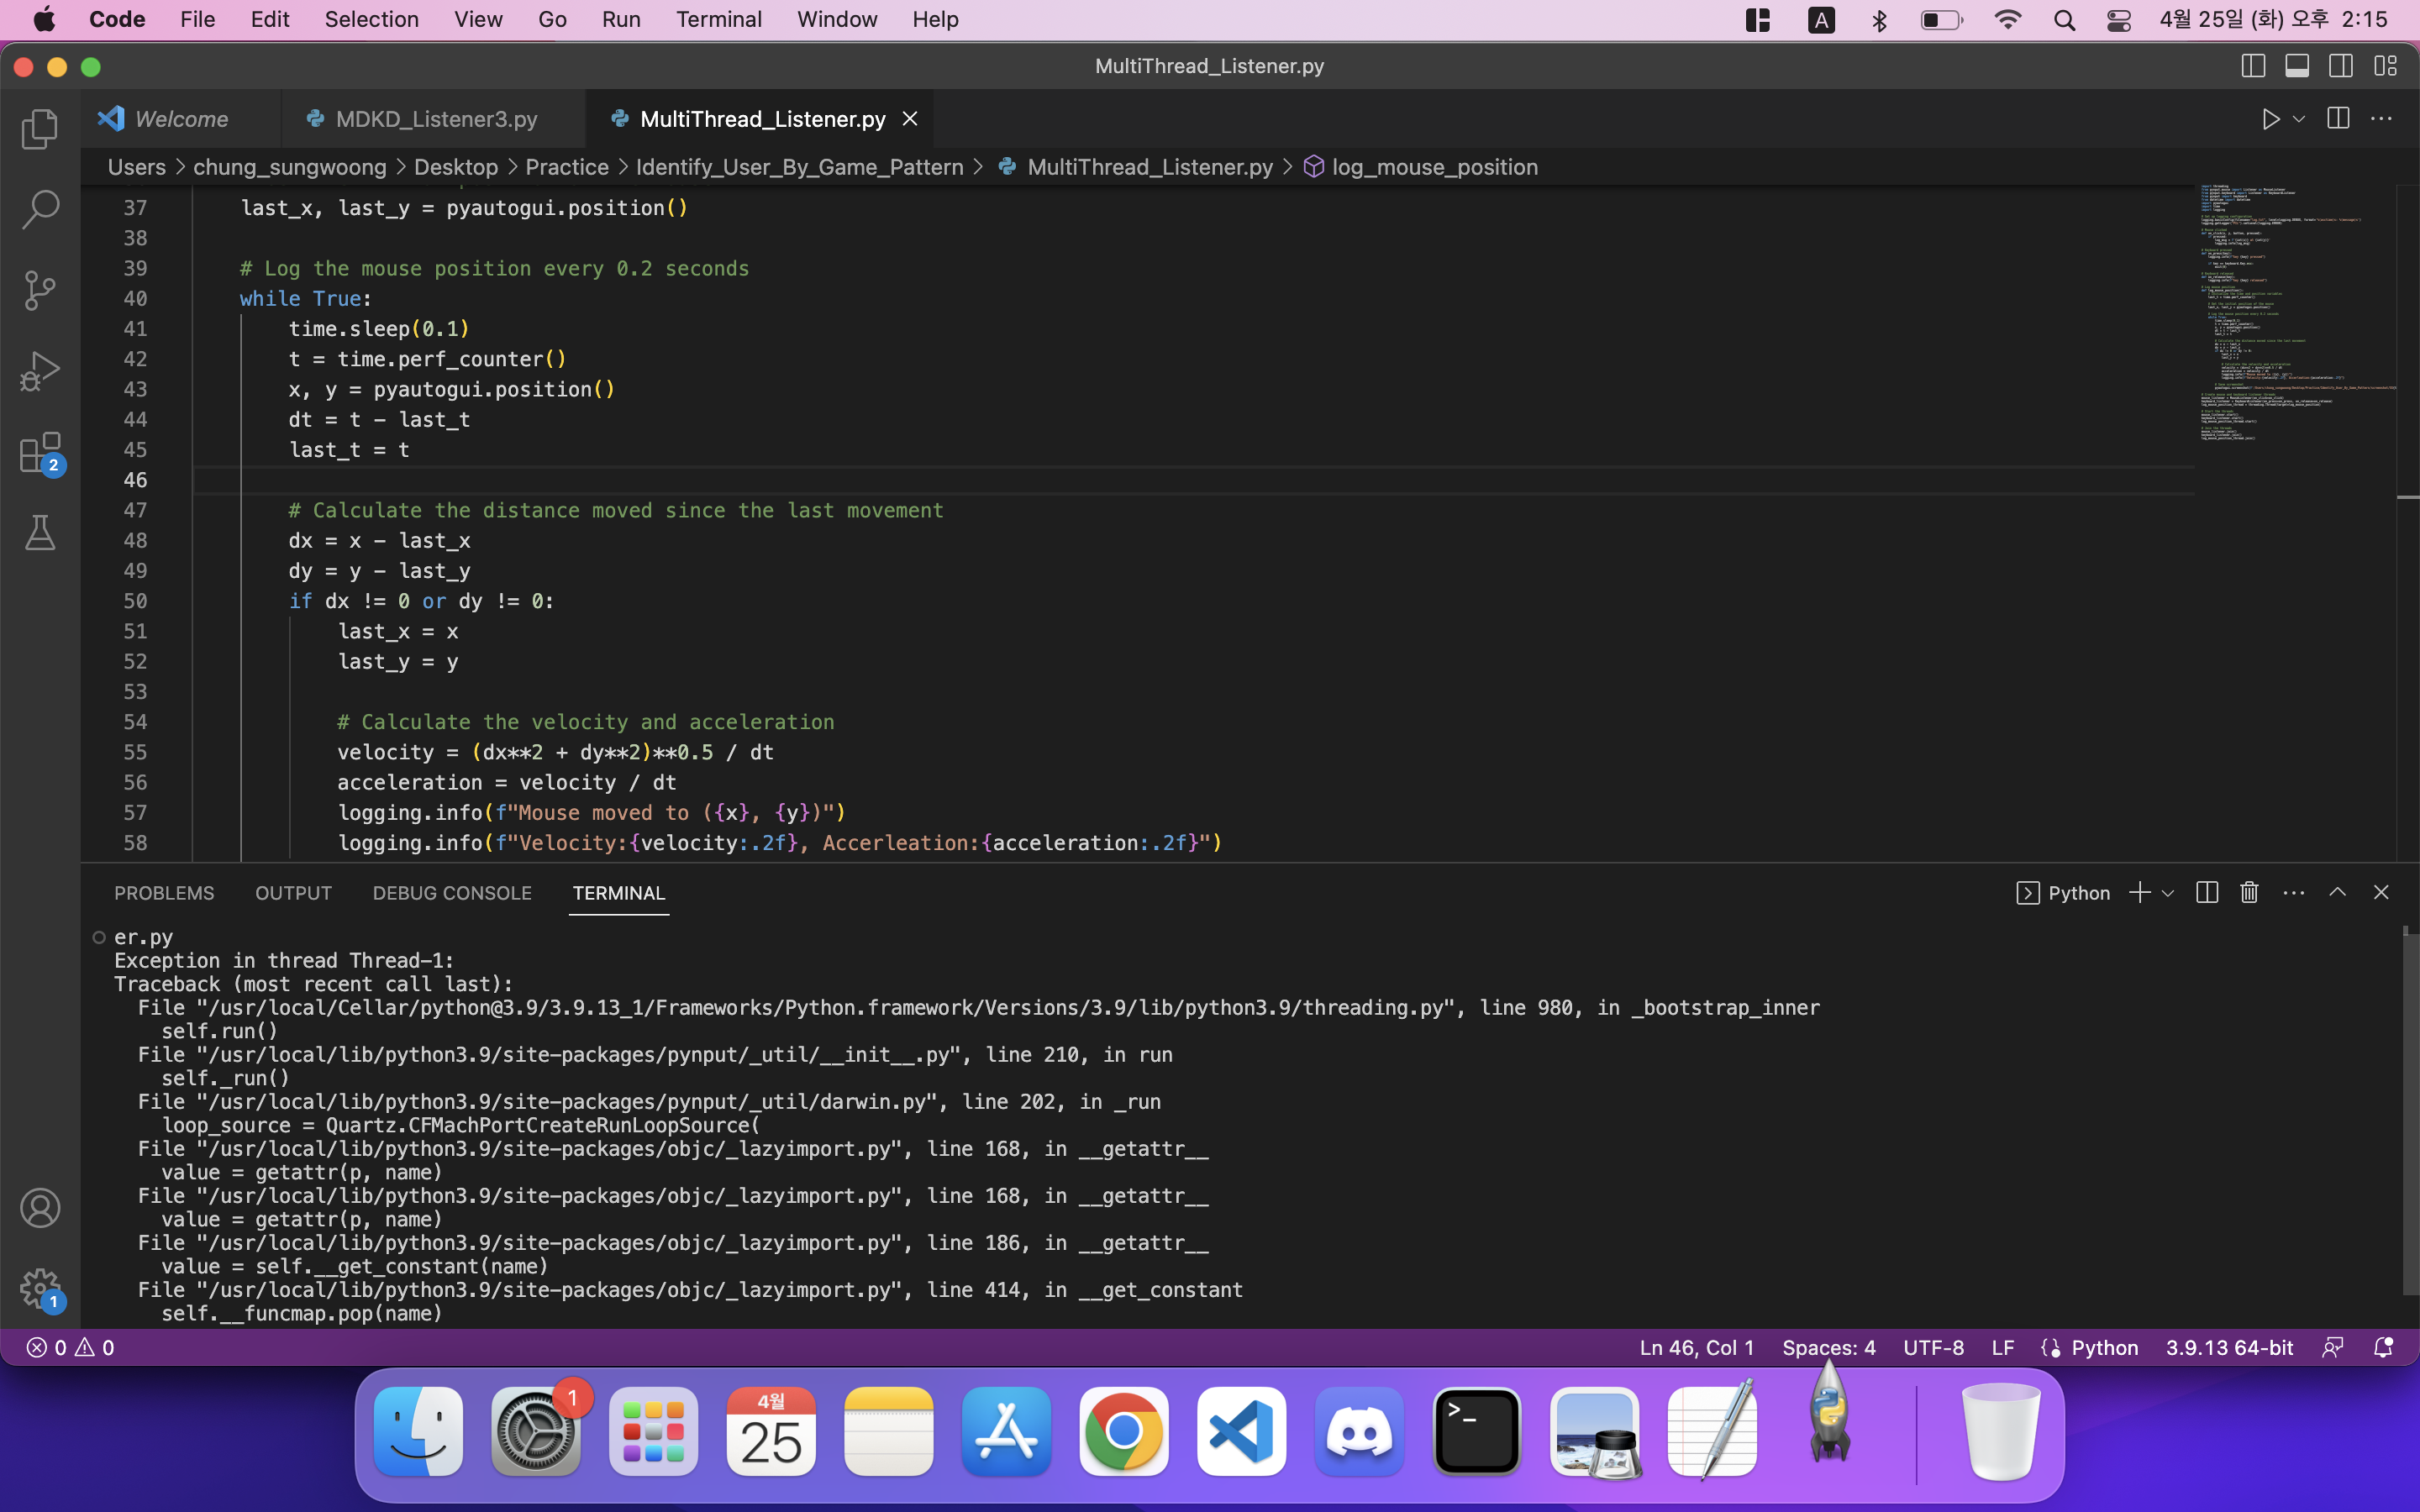 Code File Edit Selection View Go Run Terminal Window Help A 4월 25일 (화) 오후 2:15
MultiThread_Listener.py
Welcome MDKD_Listener3.py MultiThread_Listener.py
Users > chung_sungwoong > Desktop > Practice > Identify_User_By_Game_Pattern > MultiThread_Listener.py > log_mouse_position
37 last_x, last_y = pyautogui.position()
38
39 # Log the mouse position every 0.2 seconds
40 while True:
41 time.sleep(0.1)
42 t = time.perf_counter()
43 x, y = pyautogui.position()
44 dt = t - last_t
45 last_t = t
46
47 # Calculate the distance moved since the last movement
48 dx = x - last_x
49 dy = y - last_y
50 if dx != 0 or dy != 0:
51 last_x = x
52 last_y = y
53
54 # Calculate the velocity and acceleration
55 velocity = (dx**2 + dy**2)**0.5 / dt
56 acceleration = velocity / dt
57 logging.info(f"Mouse moved to ({x}, {y})")
58 logging.info(f"Velocity:{velocity:.2f}, Accerleation:{acceleration:.2f}")
2
PROBLEMS OUTPUT DEBUG CONSOLE TERMINAL Python
er.py
Exception in thread Thread-1:
Traceback (most recent call last):
File "/usr/local/Cellar/python@3.9/3.9.13_1/Frameworks/Python.framework/Versions/3.9/lib/python3.9/threading.py", line 980, in _bootstrap_inner
self.run()
File "/usr/local/lib/python3.9/site-packages/pynput/_util/__init__.py", line 210, in run
self._run()
File "/usr/local/lib/python3.9/site-packages/pynput/_util/darwin.py", line 202, in _run
loop_source = Quartz.CFMachPortCreateRunLoopSource(
File "/usr/local/lib/python3.9/site-packages/objc/_lazyimport.py", line 168, in __getattr__
value = getattr(p, name)
File "/usr/local/lib/python3.9/site-packages/objc/_lazyimport.py", line 168, in __getattr__
value = getattr(p, name)
File "/usr/local/lib/python3.9/site-packages/objc/_lazyimport.py", line 186, in __getattr__
value = self.__get_constant(name)
File "/usr/local/lib/python3.9/site-packages/objc/_lazyimport.py", line 414, in __get_constant
self.__funcmap.pop(name)
1
0 0 Ln 46, Col 1 Spaces: 4 UTF-8 LF Python 3.9.13 64-bit
1
4월
25
>_